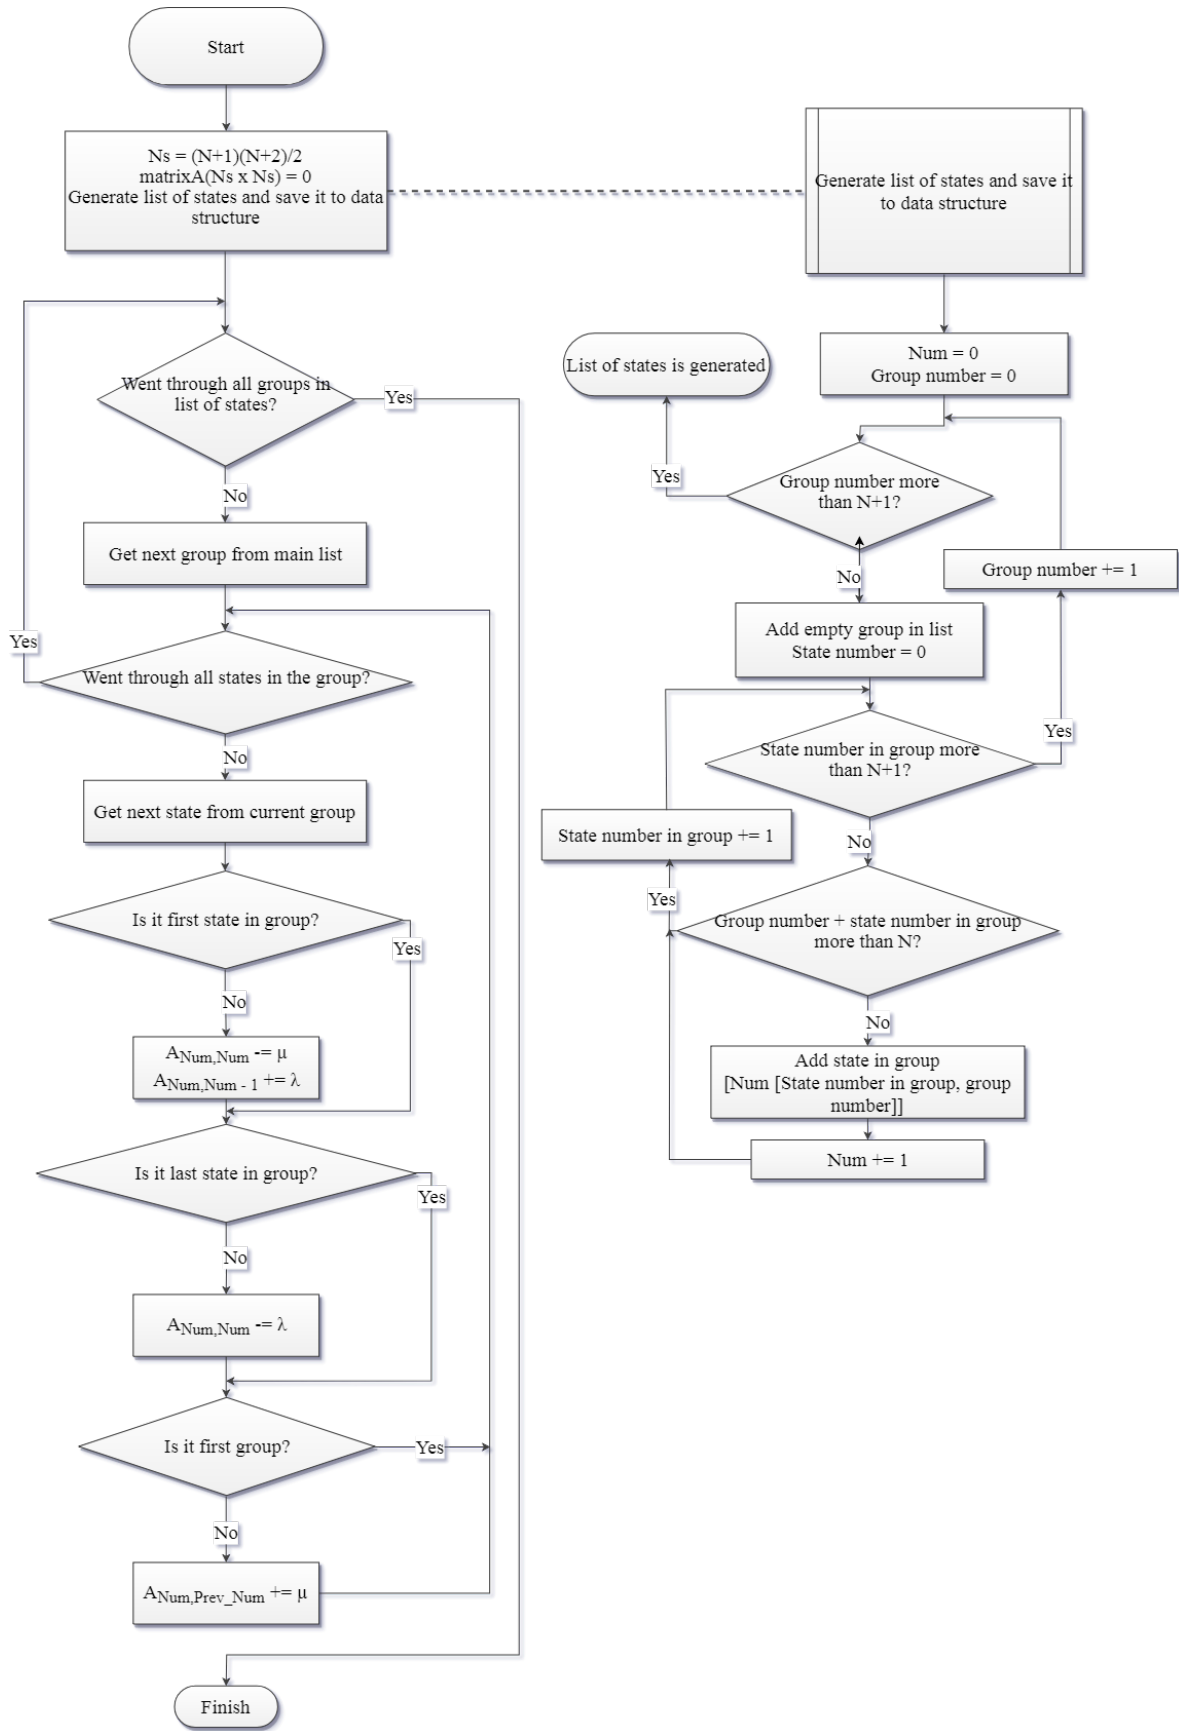 Start
Ns = (N+1)(N+2)/2
matrixA(Ns x Ns) = 0
Generate list of states and save it to data
structure
Went through all groups in
list of states?
Yes
No
Get next group from main list
Yes
Went through all states in the group?
No
Get next state from current group
Is it first state in group?
Yes
No
A_Num,Num -= μ
A_Num,Num - 1 += λ
Is it last state in group?
Yes
No
A_Num,Num -= λ
Is it first group?
Yes
No
A_Num,Prev_Num += μ
Finish
Generate list of states and save it
to data structure
Num = 0
Group number = 0
List of states is generated
Yes
Group number more
than N+1?
No
Group number += 1
Add empty group in list
State number = 0
Yes
State number in group more
than N+1?
State number in group += 1
No
Yes
Group number + state number in group
more than N?
No
Add state in group
[Num [State number in group, group
number]]
Num += 1